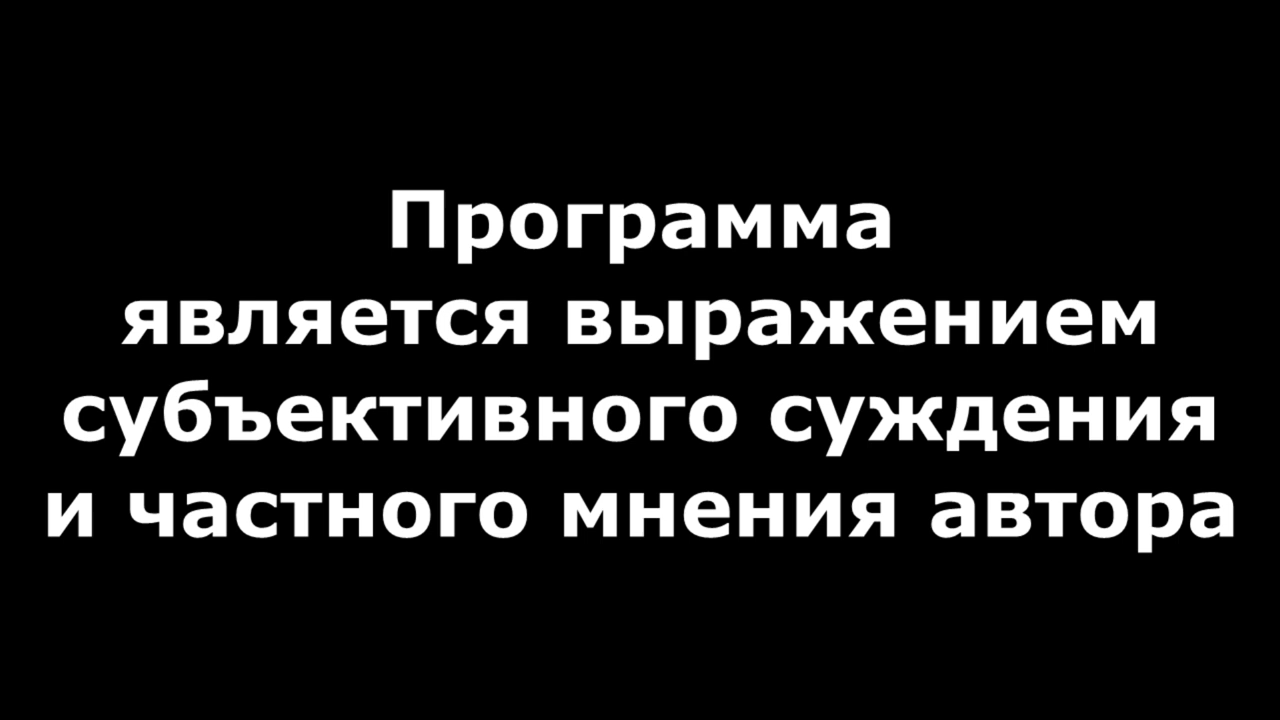 Программа
является выражением
субъективного суждения
и частного мнения автора